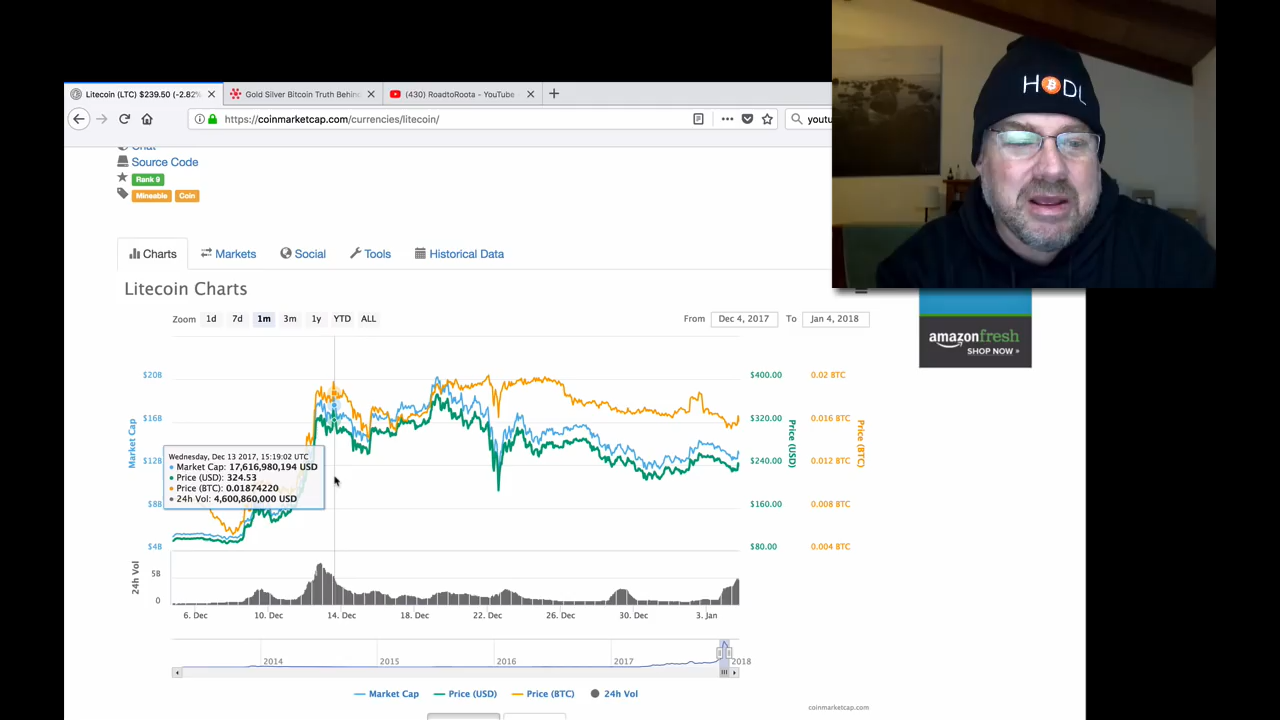 HODL
Litecoin (LTC) $239.50 (-2.82%
Gold Silver Bitcoin Truth Behind
(430) RoadtoRoota - YouTube
https://coinmarketcap.com/currencies/litecoin/
youtu
Chat
Source Code
Rank 9
Mineable Coin
Charts Markets Social Tools Historical Data
Litecoin Charts
Zoom 1d 7d 1m 3m 1y YTD ALL
From Dec 4, 2017 To Jan 4, 2018
amazonfresh
SHOP NOW »
$20B $400.00 0.02 BTC
$16B $320.00 0.016 BTC
$12B $240.00 0.012 BTC
$8B $160.00 0.008 BTC
$4B $80.00 0.004 BTC
Market Cap
Price (USD)
Price (BTC)
Wednesday, Dec 13 2017, 15:19:02 UTC
Market Cap: 17,616,980,194 USD
Price (USD): 324.53
Price (BTC): 0.01874220
24h Vol: 4,600,860,000 USD
24h Vol
5B
0
6. Dec 10. Dec 14. Dec 18. Dec 22. Dec 26. Dec 30. Dec 3. Jan
2014 2015 2016 2017 2018
Market Cap Price (USD) Price (BTC) 24h Vol
coinmarketcap.com